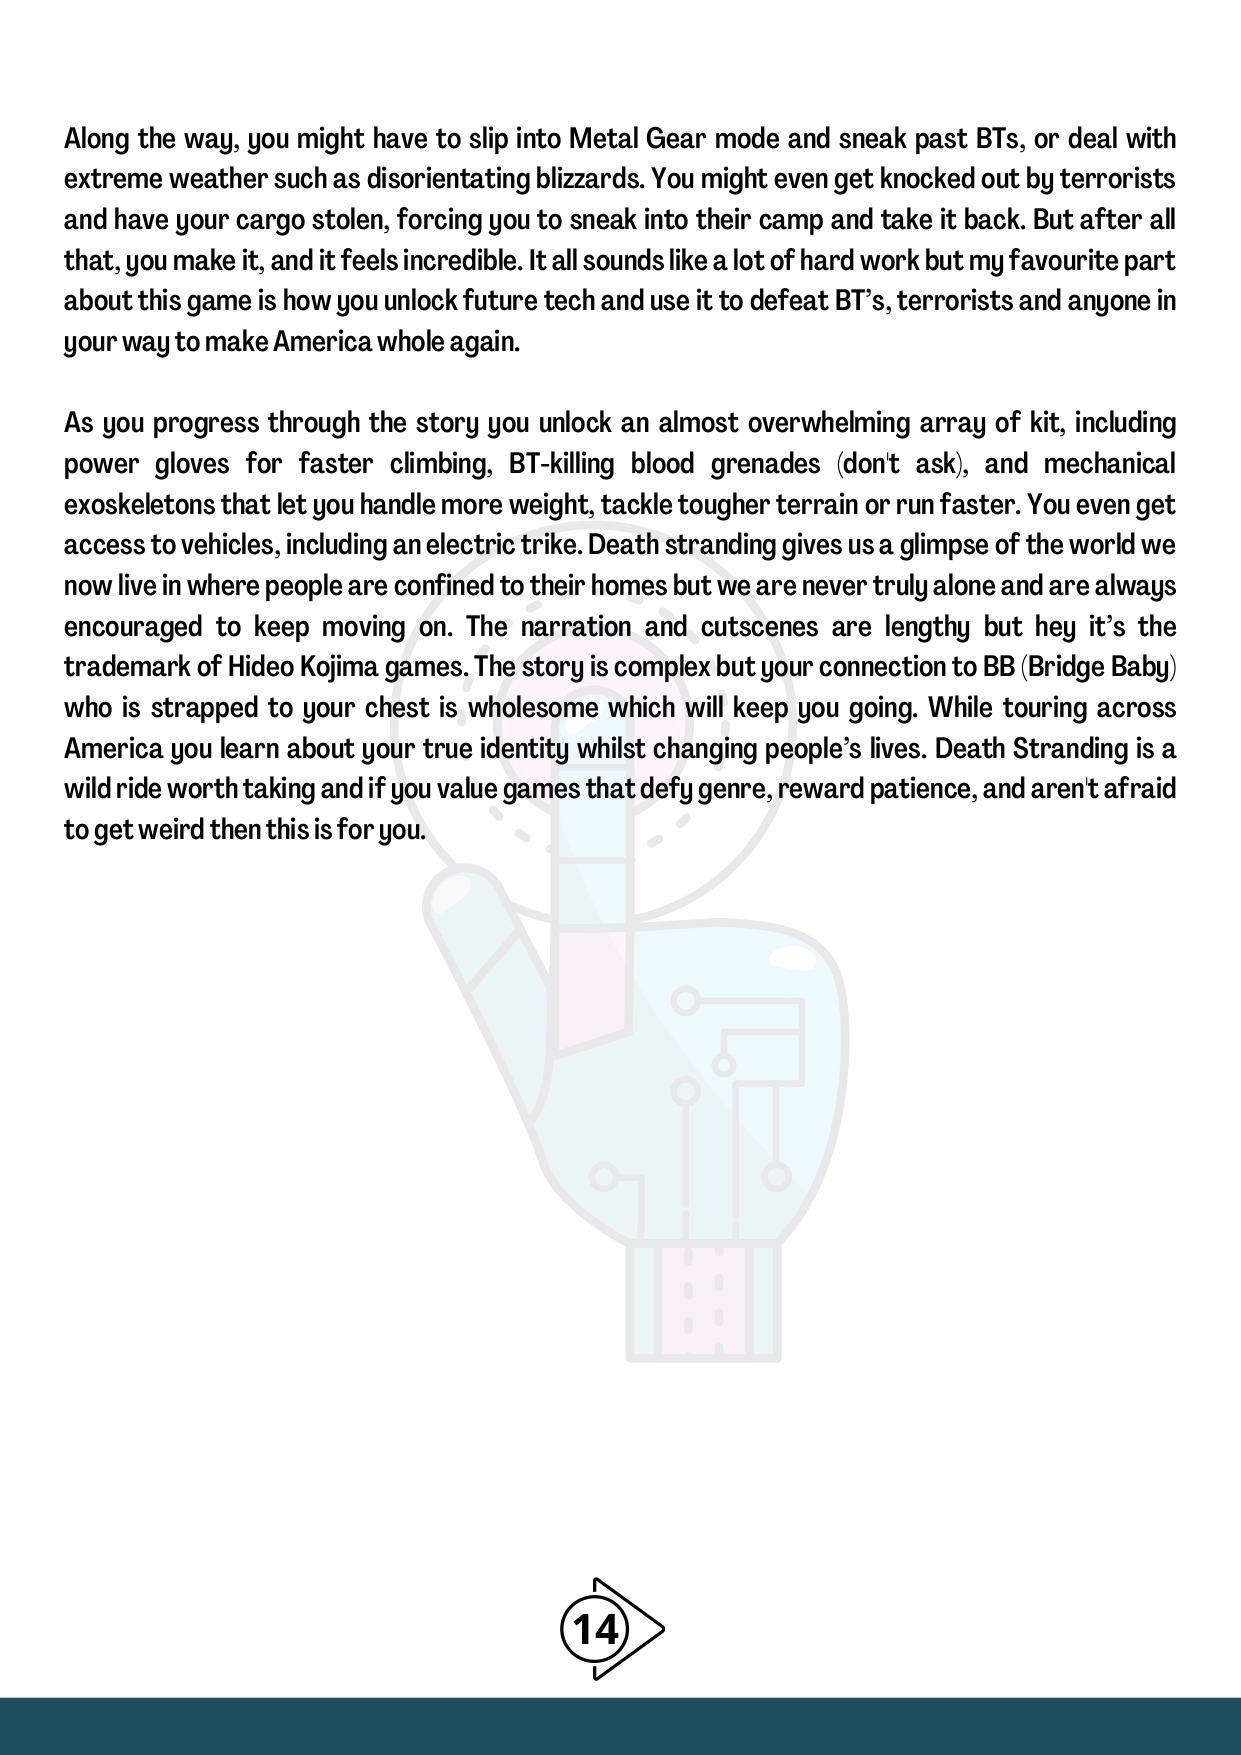 Along the way, you might have to slip into Metal Gear mode and sneak past BTs, or deal with
extreme weather such as disorientating blizzards. You might even get knocked out by terrorists
and have your cargo stolen, forcing you to sneak into their camp and take it back. But after all
that, you make it, and it feels incredible. It all sounds like a lot of hard work but my favourite part
about this game is how you unlock future tech and use it to defeat BT’s, terrorists and anyone in
your way to make America whole again.
As you progress through the story you unlock an almost overwhelming array of kit, including
power gloves for faster climbing, BT-killing blood grenades (don't ask), and mechanical
exoskeletons that let you handle more weight, tackle tougher terrain or run faster. You even get
access to vehicles, including an electric trike. Death stranding gives us a glimpse of the world we
now live in where people are confined to their homes but we are never truly alone and are always
encouraged to keep moving on. The narration and cutscenes are lengthy but hey it’s the
trademark of Hideo Kojima games. The story is complex but your connection to BB (Bridge Baby)
who is strapped to your chest is wholesome which will keep you going. While touring across
America you learn about your true identity whilst changing people’s lives. Death Stranding is a
wild ride worth taking and if you value games that defy genre, reward patience, and aren't afraid
to get weird then this is for you.
14